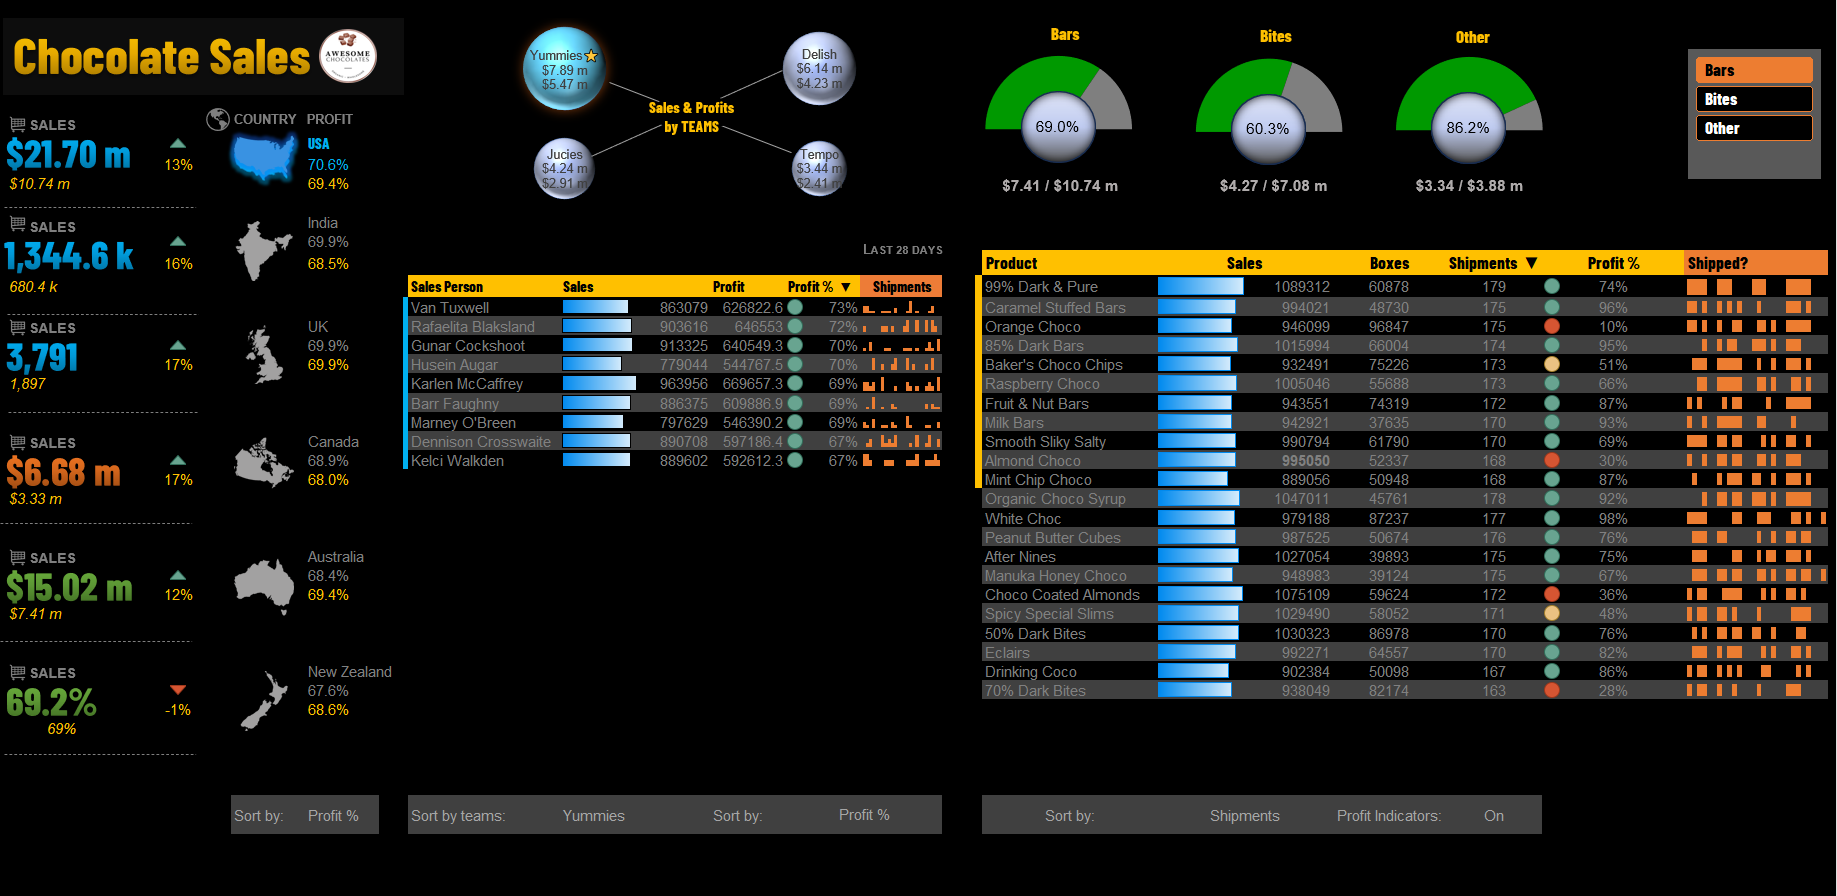 Chocolate Sales
AWESOME
CHOCOLATES
SALES
$21.70 m
13%
$10.74 m
SALES
1,344.6 k
16%
680.4 k
SALES
3,791
17%
1,897
SALES
$6.68 m
17%
$3.33 m
SALES
$15.02 m
12%
$7.41 m
SALES
69.2%
-1%
69%
COUNTRY PROFIT
USA
70.6%
69.4%
India
69.9%
68.5%
UK
69.9%
69.9%
Canada
68.9%
68.0%
Australia
68.4%
69.4%
New Zealand
67.6%
68.6%
Sort by: Profit %
Yummies
$7.89 m
$5.47 m
Delish
$6.14 m
$4.23 m
Sales & Profits
by TEAMS
Jucies
$4.24 m
$2.91 m
Tempo
$3.44 m
$2.41 m
LAST 28 DAYS
Sales Person Sales Profit Profit % ▼ Shipments
Van Tuxwell 863079 626822.6 73%
Rafaelita Blaksland 903616 646553 72%
Gunar Cockshoot 913325 640549.3 70%
Husein Augar 779044 544767.5 70%
Karlen McCaffrey 963956 669657.3 69%
Barr Faughny 886375 609886.9 69%
Marney O'Breen 797629 546390.2 69%
Dennison Crosswaite 890708 597186.4 67%
Kelci Walkden 889602 592612.3 67%
Sort by teams: Yummies Sort by: Profit %
Bars
69.0%
$7.41 / $10.74 m
Bites
60.3%
$4.27 / $7.08 m
Other
86.2%
$3.34 / $3.88 m
Bars
Bites
Other
Product Sales Boxes Shipments ▼ Profit % Shipped?
99% Dark & Pure 1089312 60878 179 74%
Caramel Stuffed Bars 994021 48730 175 96%
Orange Choco 946099 96847 175 10%
85% Dark Bars 1015994 66004 174 95%
Baker's Choco Chips 932491 75226 173 51%
Raspberry Choco 1005046 55688 173 66%
Fruit & Nut Bars 943551 74319 172 87%
Milk Bars 942921 37635 170 93%
Smooth Sliky Salty 990794 61790 170 69%
Almond Choco 995050 52337 168 30%
Mint Chip Choco 889056 50948 168 87%
Organic Choco Syrup 1047011 45761 178 92%
White Choc 979188 87237 177 98%
Peanut Butter Cubes 987525 50674 176 76%
After Nines 1027054 39893 175 75%
Manuka Honey Choco 948983 39124 175 67%
Choco Coated Almonds 1075109 59624 172 36%
Spicy Special Slims 1029490 58052 171 48%
50% Dark Bites 1030323 86978 170 76%
Eclairs 992271 64557 170 82%
Drinking Coco 902384 50098 167 86%
70% Dark Bites 938049 82174 163 28%
Sort by: Shipments Profit Indicators: On